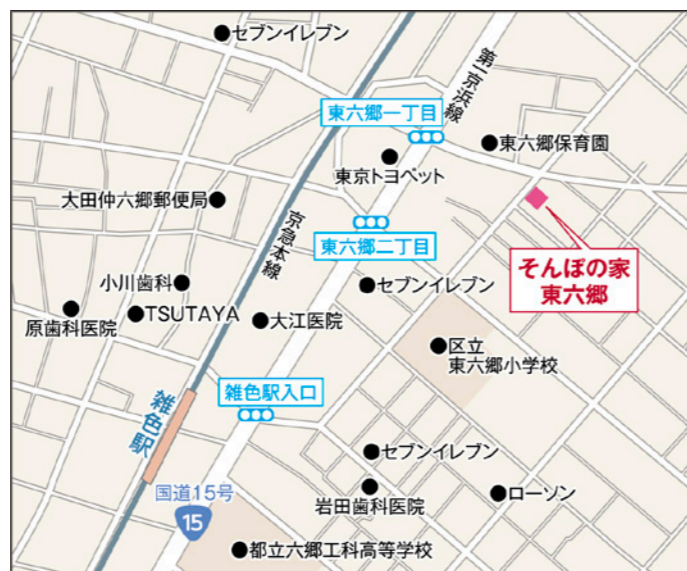 セブンイレブン
第一京浜線
東六郷一丁目
東六郷保育園
東京トヨペット
大田仲六郷郵便局
京急本線
東六郷二丁目
そんぽの家
東六郷
小川歯科
セブンイレブン
原歯科医院
TSUTAYA
大江医院
区立
東六郷小学校
雑色駅入口
雑色駅
セブンイレブン
国道15号
15
岩田歯科医院
ローソン
都立六郷工科高等学校